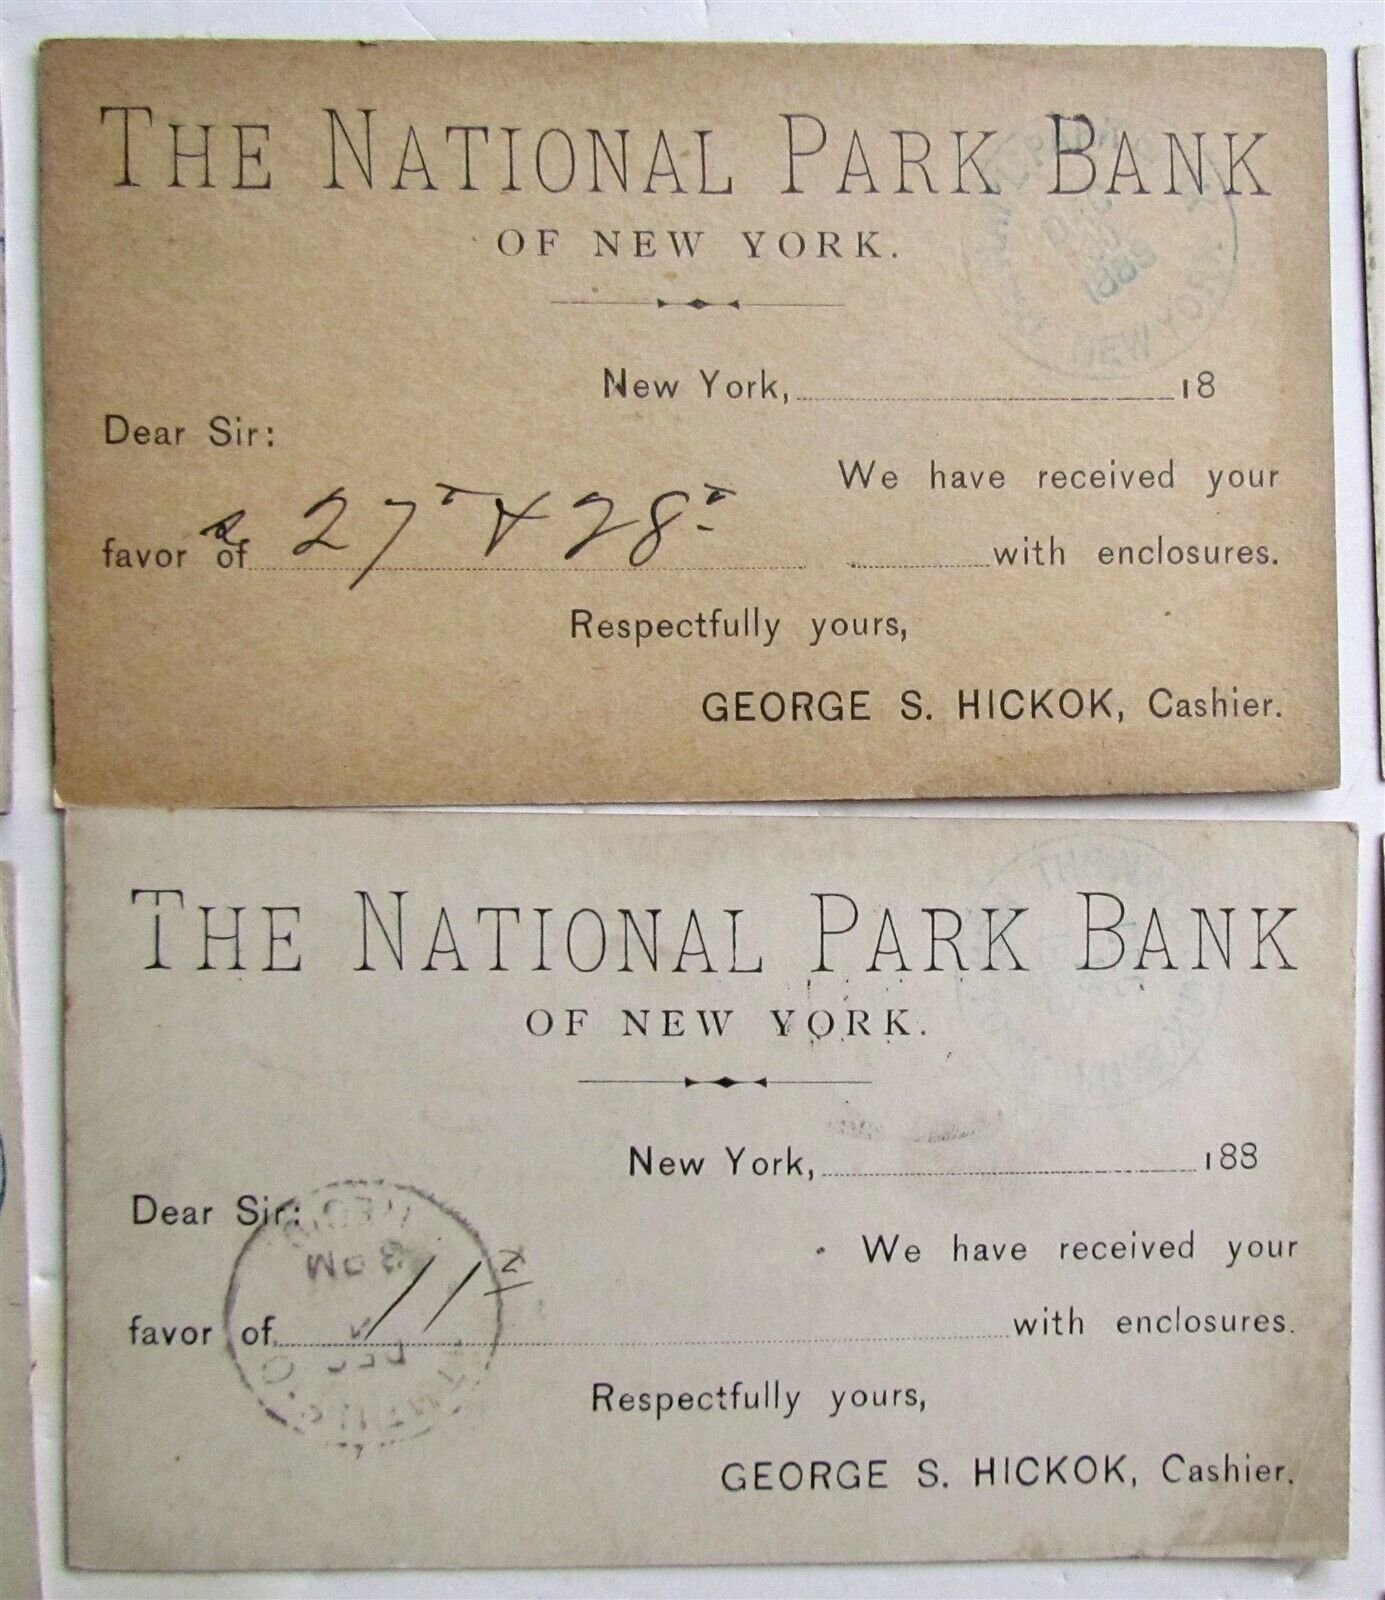 THE NATIONAL PARK BANK
OF NEW YORK.
DEC
1889
NEW YORK
New York, 18
Dear Sir:
We have received your
favor of 27 & 28 with enclosures.
Respectfully yours,
GEORGE S. HICKOK, Cashier.
THE NATIONAL PARK BANK
OF NEW YORK.
New York, 188
Dear Sir:
We have received your
favor of 11 with enclosures.
Respectfully yours,
GEORGE S. HICKOK, Cashier.